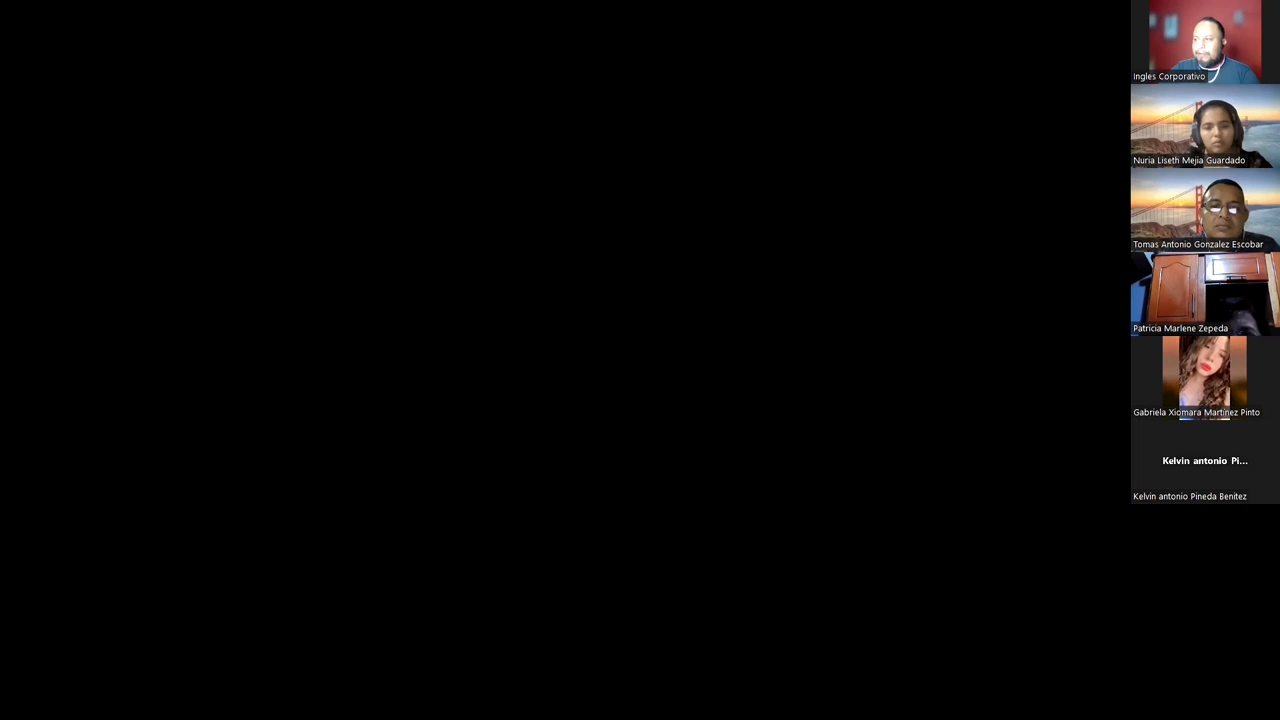 Ingles Corporativo
Nuria Liseth Mejia Guardado
Tomas Antonio Gonzalez Escobar
Patricia Marlene Zepeda
Gabriela Xiomara Martinez Pinto
Kelvin antonio Pi...
Kelvin antonio Pineda Benitez